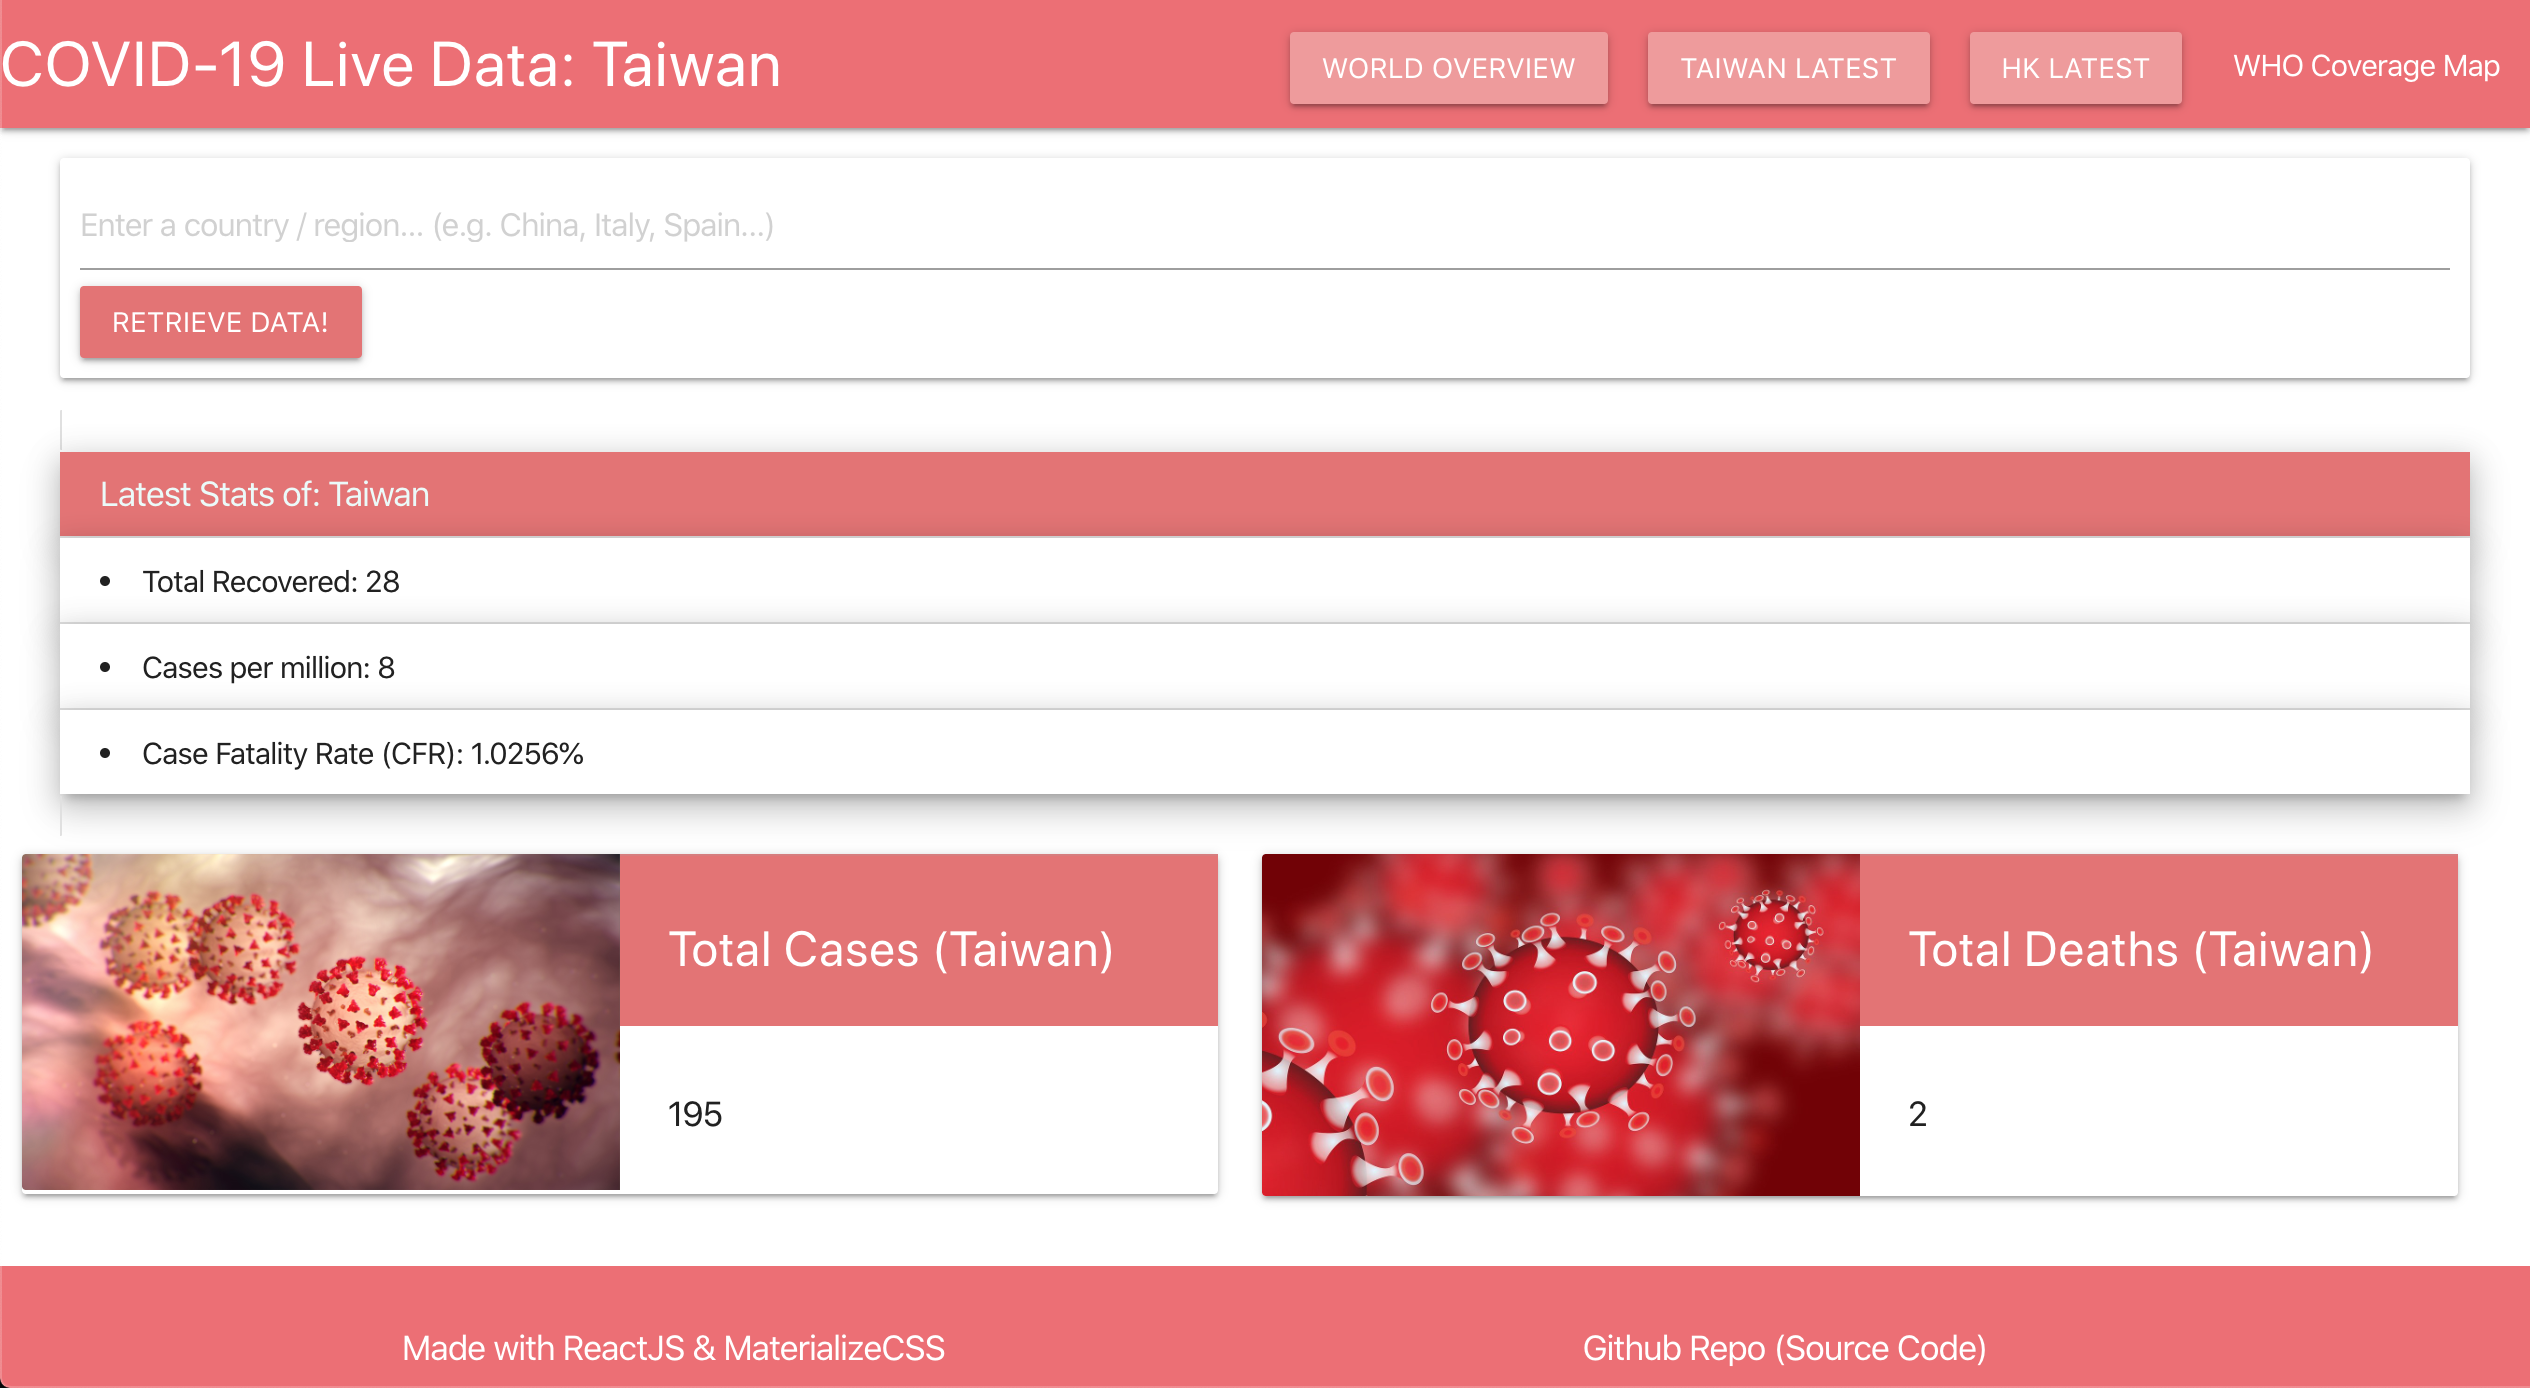 COVID-19 Live Data: Taiwan
WORLD OVERVIEW
TAIWAN LATEST
HK LATEST
WHO Coverage Map
Enter a country / region... (e.g. China, Italy, Spain...)
RETRIEVE DATA!
Latest Stats of: Taiwan
• Total Recovered: 28
• Cases per million: 8
• Case Fatality Rate (CFR): 1.0256%
Total Cases (Taiwan)
195
Total Deaths (Taiwan)
2
Made with ReactJS & MaterializeCSS
Github Repo (Source Code)